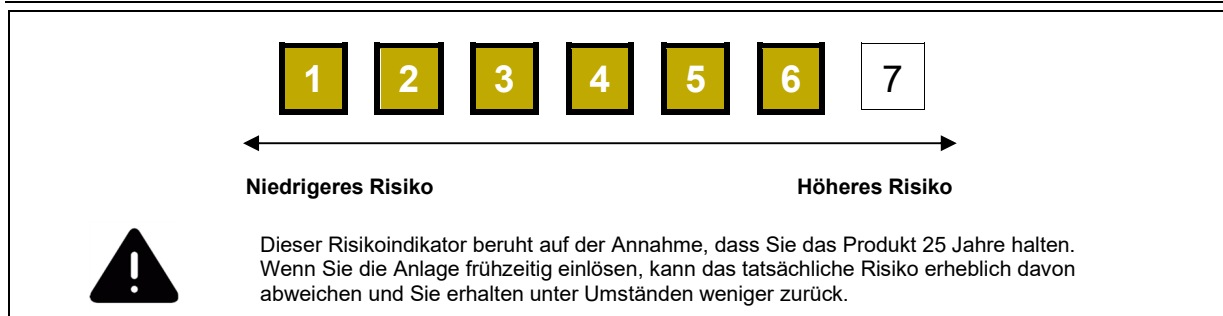 1 2 3 4 5 6 7
Niedrigeres Risiko Höheres Risiko
Dieser Risikoindikator beruht auf der Annahme, dass Sie das Produkt 25 Jahre halten.
Wenn Sie die Anlage frühzeitig einlösen, kann das tatsächliche Risiko erheblich davon
abweichen und Sie erhalten unter Umständen weniger zurück.